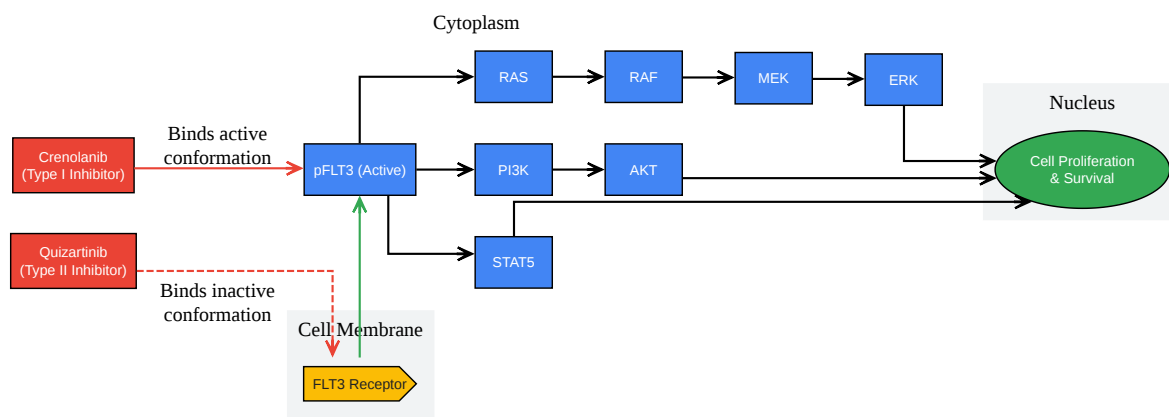 Cytoplasm
RAS
RAF
MEK
ERK
Nucleus
Binds active
conformation
Crenolanib
(Type I Inhibitor)
pFLT3 (Active)
PI3K
AKT
Cell Proliferation
& Survival
Quizartinib
(Type II Inhibitor)
STAT5
Binds inactive
conformation
Cell Membrane
FLT3 Receptor